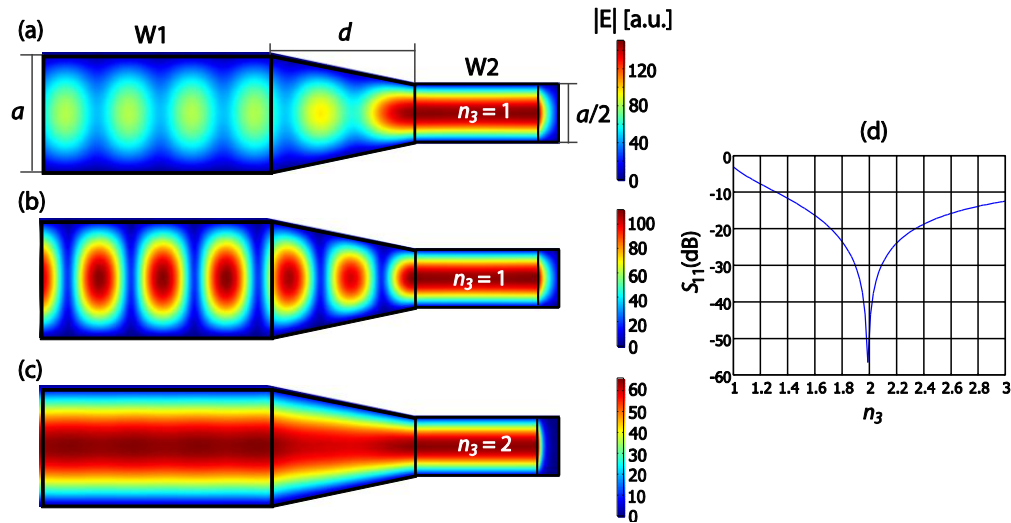 (a)
W1
d
W2
|E| [a.u.]
a
n3 = 1
a/2
120
80
40
0
(b)
n3 = 1
100
80
60
40
20
0
(c)
n3 = 2
60
50
40
30
20
10
0
(d)
S11(dB)
0
-10
-20
-30
-40
-50
-60
1 1.2 1.4 1.6 1.8 2 2.2 2.4 2.6 2.8 3
n3